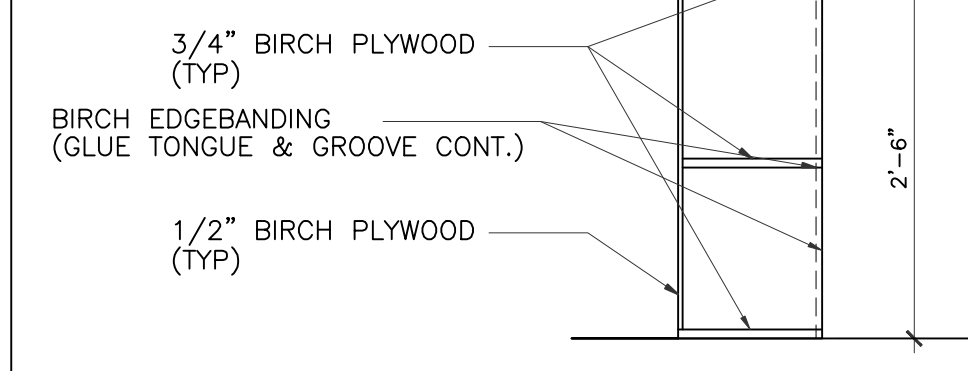 3/4" BIRCH PLYWOOD
(TYP)
BIRCH EDGEBANDING
(GLUE TONGUE & GROOVE CONT.)
1/2" BIRCH PLYWOOD
(TYP)
2'-6"